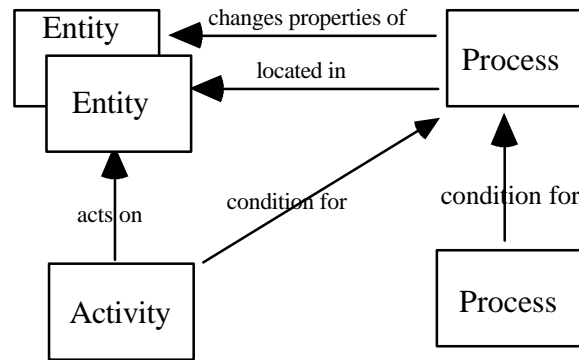 Entity
changes properties of
Process
located in
Entity
acts on
condition for
condition for
Activity
Process